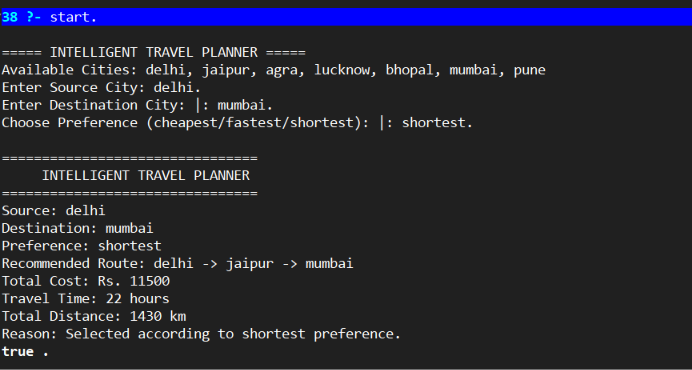 38 ?- start.
===== INTELLIGENT TRAVEL PLANNER =====
Available Cities: delhi, jaipur, agra, lucknow, bhopal, mumbai, pune
Enter Source City: delhi.
Enter Destination City: |: mumbai.
Choose Preference (cheapest/fastest/shortest): |: shortest.
================================
INTELLIGENT TRAVEL PLANNER
================================
Source: delhi
Destination: mumbai
Preference: shortest
Recommended Route: delhi -> jaipur -> mumbai
Total Cost: Rs. 11500
Travel Time: 22 hours
Total Distance: 1430 km
Reason: Selected according to shortest preference.
true .